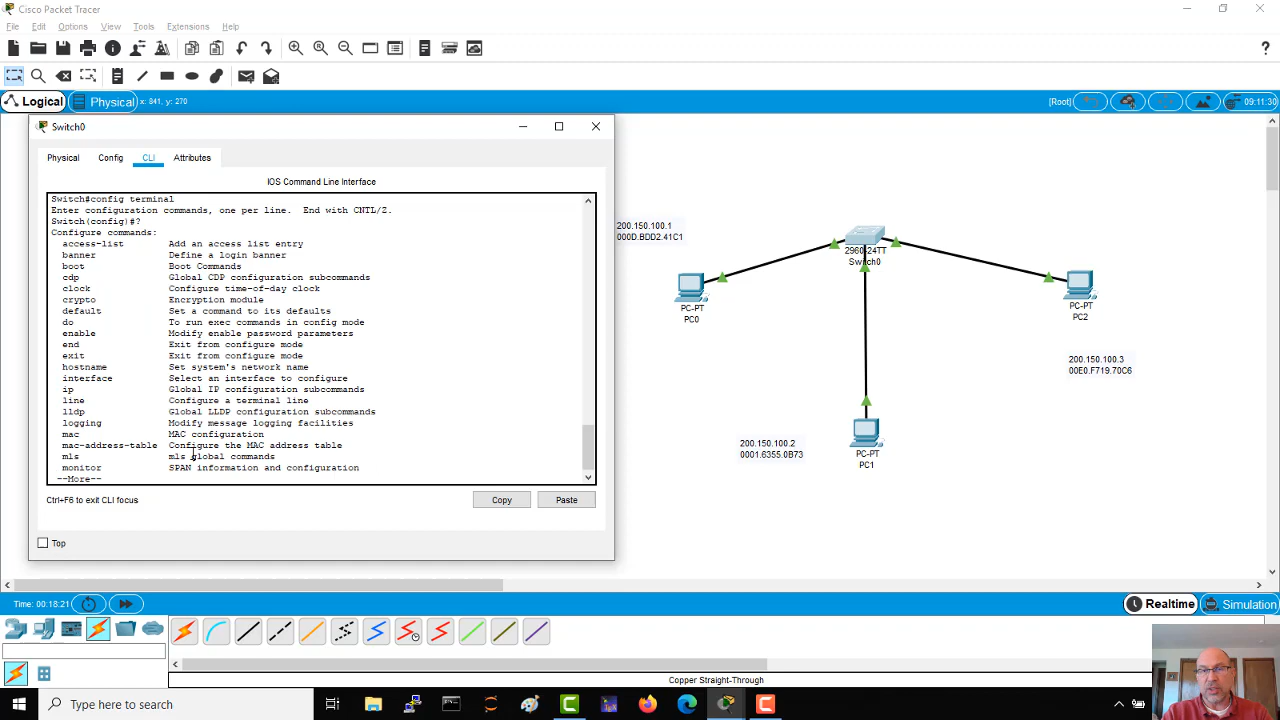 Cisco Packet Tracer
File Edit Options View Tools Extensions Help
?
Logical Physical x: 841, y: 270 [Root] 09:11:30
Switch0
Physical Config CLI Attributes
IOS Command Line Interface
Switch#config terminal
Enter configuration commands, one per line. End with CNTL/Z.
Switch(config)#?
Configure commands:
access-list Add an access list entry
banner Define a login banner
boot Boot Commands
cdp Global CDP configuration subcommands
clock Configure time-of-day clock
crypto Encryption module
default Set a command to its defaults
do To run exec commands in config mode
enable Modify enable password parameters
end Exit from configure mode
exit Exit from configure mode
hostname Set system's network name
interface Select an interface to configure
ip Global IP configuration subcommands
line Configure a terminal line
lldp Global LLDP configuration subcommands
logging Modify message logging facilities
mac MAC configuration
mac-address-table Configure the MAC address table
mls mls global commands
monitor SPAN information and configuration
--More--
Ctrl+F6 to exit CLI focus Copy Paste
Top
200.150.100.1
000D.BDD2.41C1
2960-24TT
Switch0
PC-PT
PC0
PC-PT
PC2
200.150.100.3
00E0.F719.70C6
200.150.100.2
0001.6355.0B73
PC-PT
PC1
Time: 00:18:21 Realtime Simulation
Copper Straight-Through
Type here to search